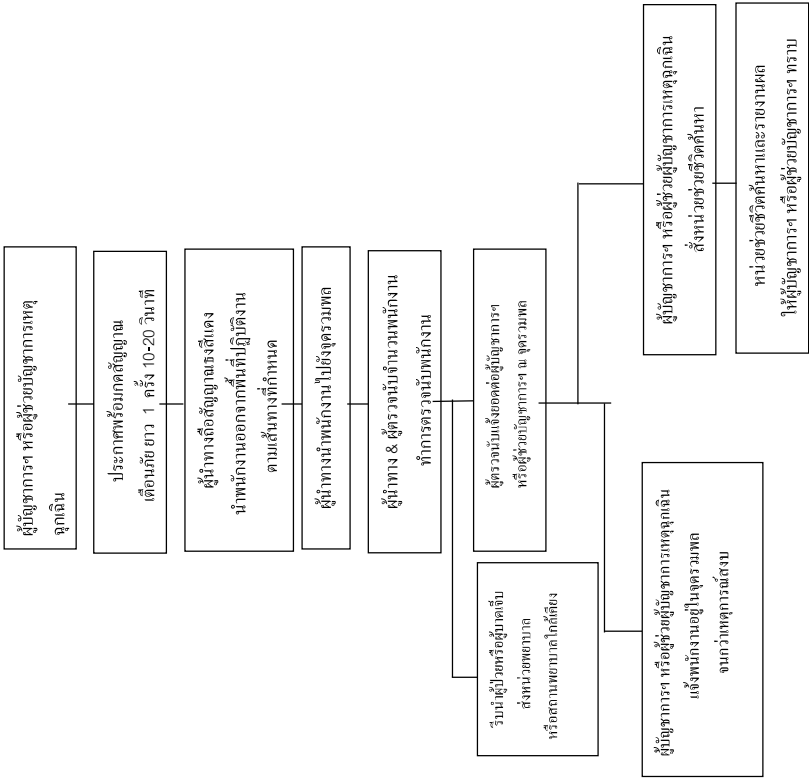 ผู้บัญชาการฯ หรือผู้ช่วยบัญชาการเหตุ
ฉุกเฉิน
ประกาศพร้อมกดสัญญาณ
เตือนภัย ยาว 1 ครั้ง 10-20 วินาที
ผู้นำทางถือสัญญาณธงสีแดง
นำพนักงานออกจากพื้นที่ปฏิบัติงาน
ตามเส้นทางที่กำหนด
ผู้นำทางนำพนักงานไปยังจุดรวมพล
ผู้นำทาง & ผู้ตรวจนับจำนวนพนักงาน
ทำการตรวจนับพนักงาน
รีบนำผู้ป่วยหรือผู้บาดเจ็บ
ส่งหน่วยพยาบาล
หรือสถานพยาบาลใกล้เคียง
ผู้ตรวจนับแจ้งยอดต่อผู้บัญชาการฯ
หรือผู้ช่วยบัญชาการฯ ณ จุดรวมพล
ผู้บัญชาการฯ หรือผู้ช่วยผู้บัญชาการเหตุฉุกเฉิน
แจ้งพนักงานอยู่ในจุดรวมพล
จนกว่าเหตุการณ์สงบ
ผู้บัญชาการฯ หรือผู้ช่วยผู้บัญชาการเหตุฉุกเฉิน
สั่งหน่วยช่วยชีวิตค้นหา
หน่วยช่วยชีวิตค้นหาและรายงานผล
ให้ผู้บัญชาการฯ หรือผู้ช่วยบัญชาการฯ ทราบ